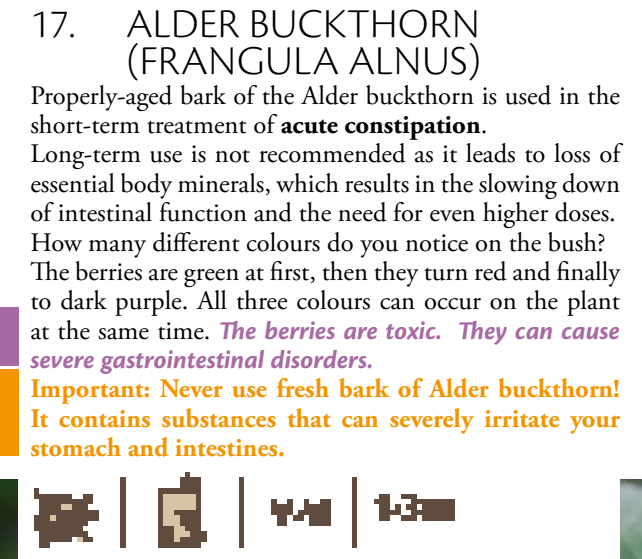 17. ALDER BUCKTHORN
(FRANGULA ALNUS)
Properly-aged bark of the Alder buckthorn is used in the
short-term treatment of acute constipation.
Long-term use is not recommended as it leads to loss of
essential body minerals, which results in the slowing down
of intestinal function and the need for even higher doses.
How many different colours do you notice on the bush?
The berries are green at first, then they turn red and finally
to dark purple. All three colours can occur on the plant
at the same time. The berries are toxic. They can cause
severe gastrointestinal disorders.
Important: Never use fresh bark of Alder buckthorn!
It contains substances that can severely irritate your
stomach and intestines.